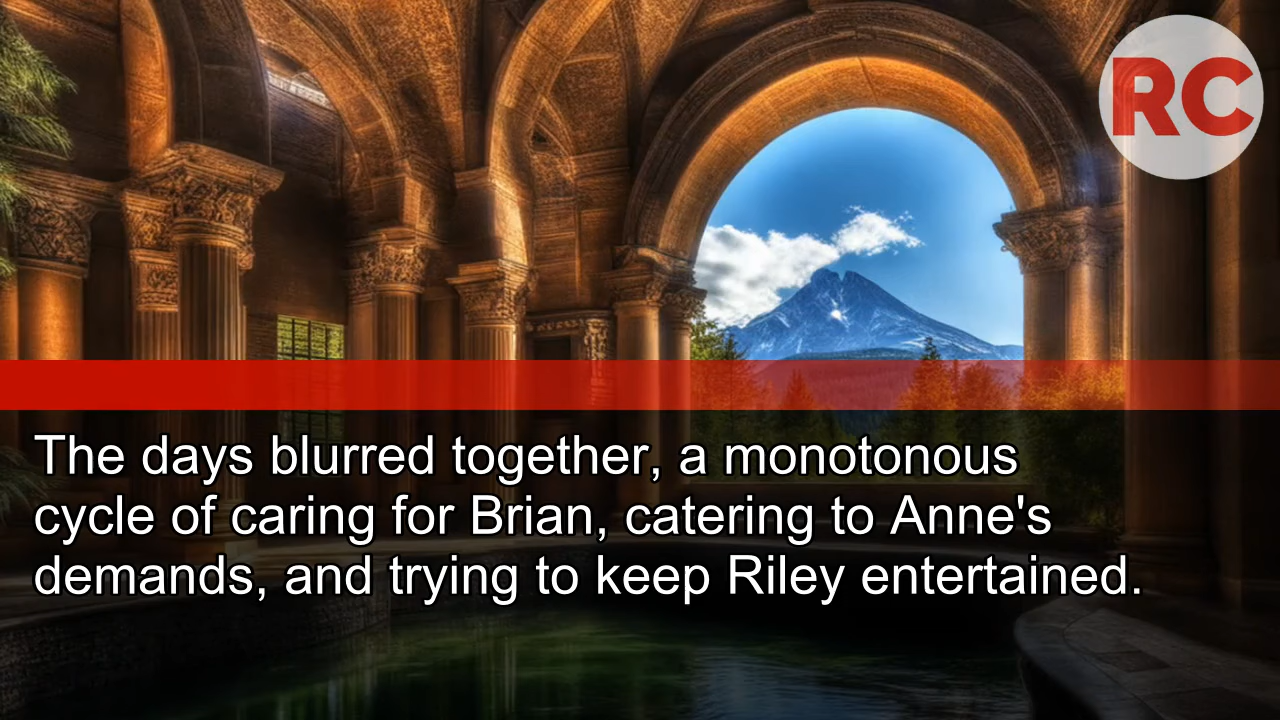 RC
The days blurred together, a monotonous
cycle of caring for Brian, catering to Anne's
demands, and trying to keep Riley entertained.